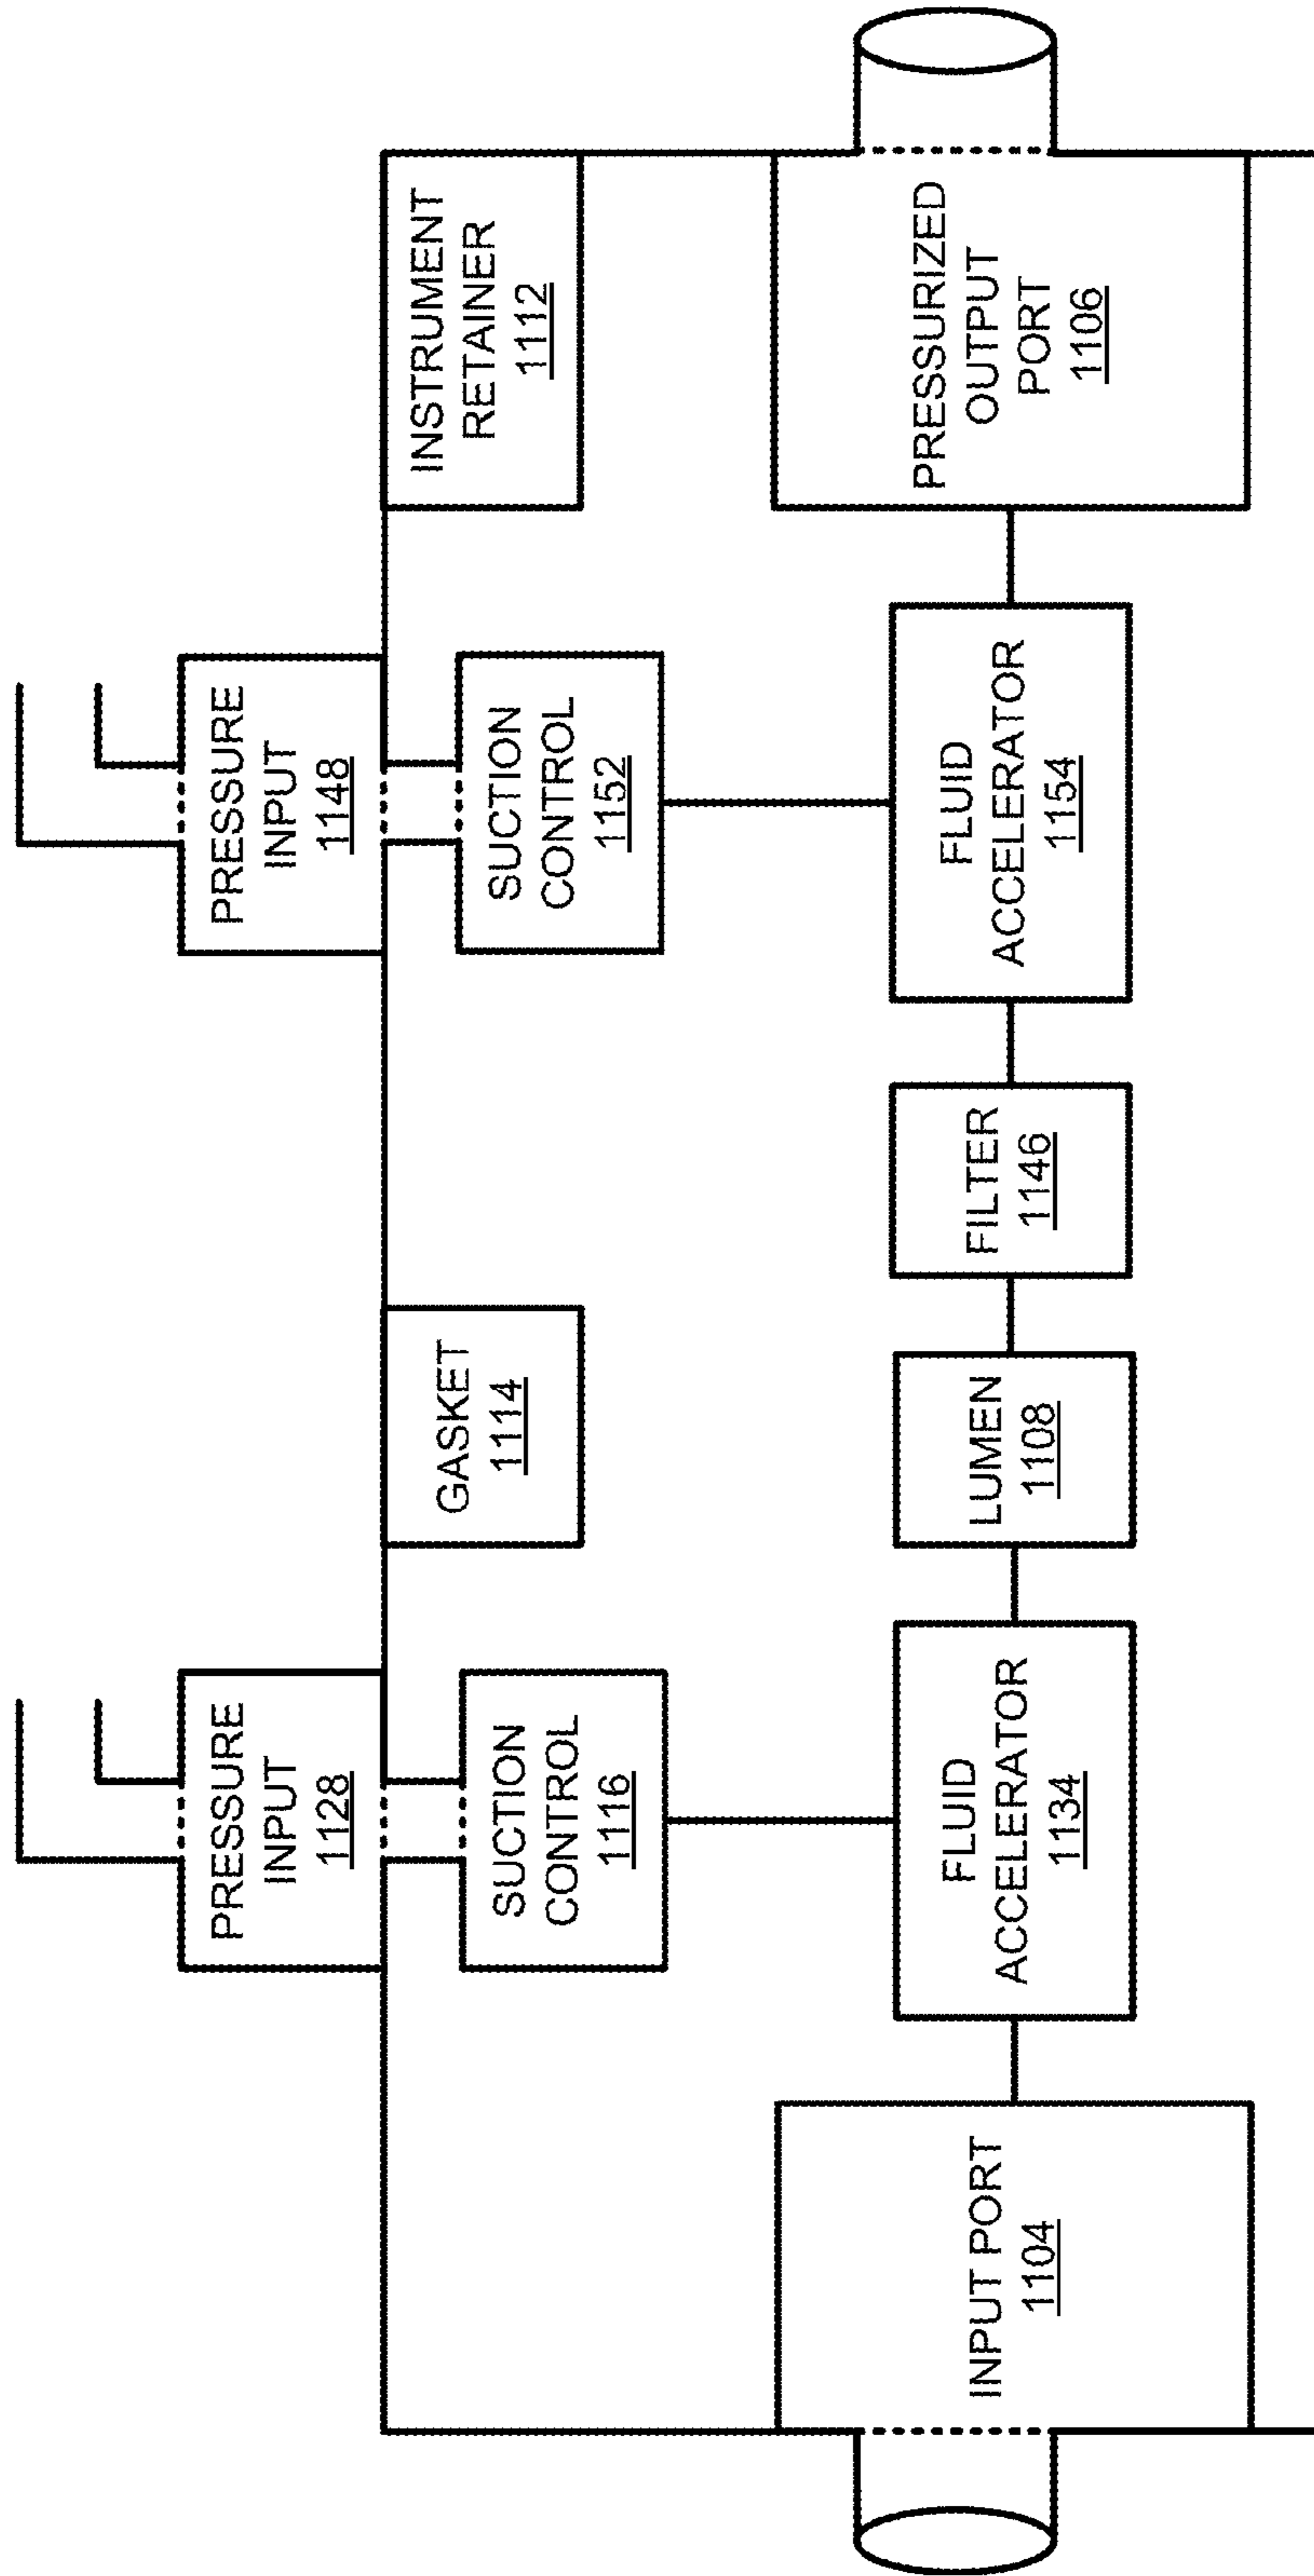 PRESSURE
INPUT
1128
PRESSURE
INPUT
1148
SUCTION
CONTROL
1116
GASKET
1114
SUCTION
CONTROL
1152
INSTRUMENT
RETAINER
1112
INPUT PORT
1104
FLUID
ACCELERATOR
1134
LUMEN
1108
FILTER
1146
FLUID
ACCELERATOR
1154
PRESSURIZED
OUTPUT
PORT
1106